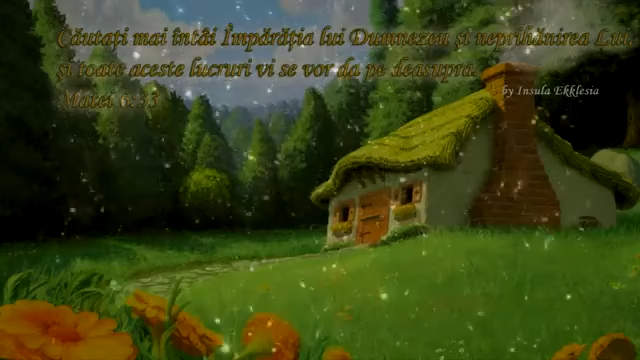 Căutați mai întâi Împărăția lui Dumnezeu și neprihănirea Lui,
și toate aceste lucruri vi se vor da pe deasupra.
Matei 6:33
by Insula Ekklesia